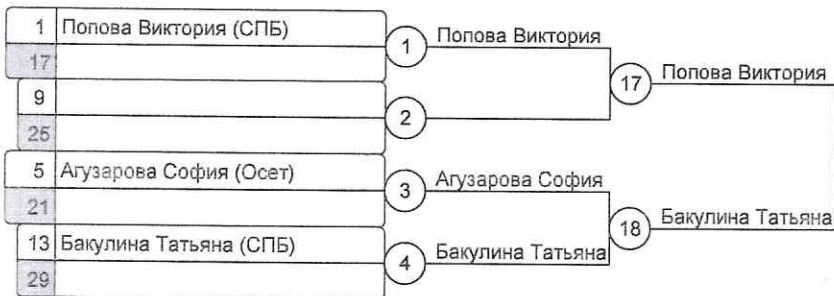 1 Попова Виктория (СПБ)
17
1 Попова Виктория
9
25
2
17 Попова Виктория
5 Агузарова София (Осет)
21
3 Агузарова София
13 Бакулина Татьяна (СПБ)
29
4 Бакулина Татьяна
18 Бакулина Татьяна